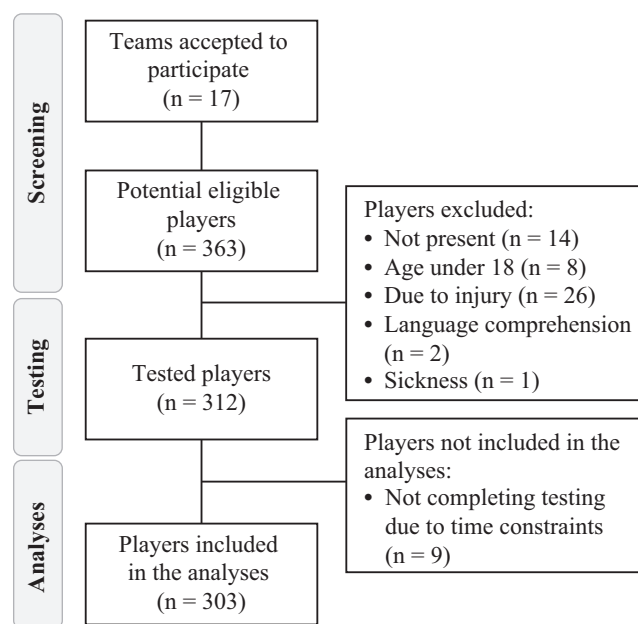 Screening
Teams accepted to
participate
(n = 17)
Potential eligible
players
(n = 363)
Players excluded:
• Not present (n = 14)
• Age under 18 (n = 8)
• Due to injury (n = 26)
• Language comprehension
(n = 2)
• Sickness (n = 1)
Testing
Tested players
(n = 312)
Players not included in the
analyses:
• Not completing testing
due to time constraints
(n = 9)
Analyses
Players included
in the analyses
(n = 303)